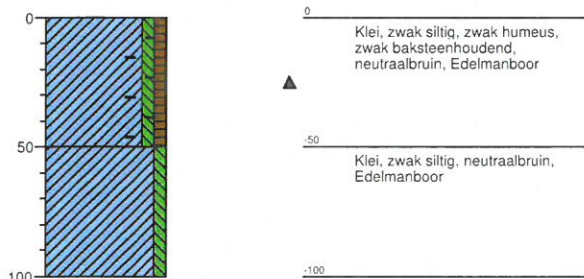 0
0
Klei, zwak siltig, zwak humeus,
zwak baksteenhoudend,
neutraalbruin, Edelmanboor
50
-50
Klei, zwak siltig, neutraalbruin,
Edelmanboor
100
-100